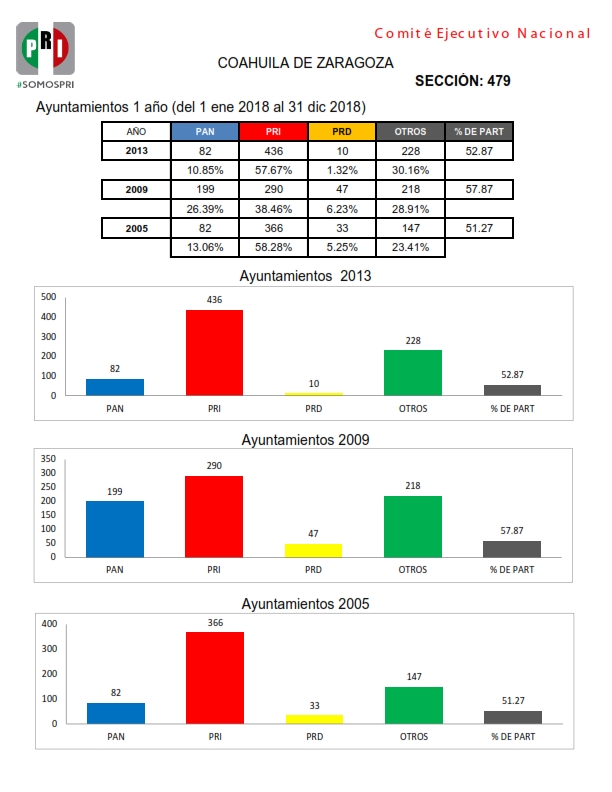 Comité Ejecutivo Nacional
PRI
#SOMOSPRI
COAHUILA DE ZARAGOZA
SECCIÓN: 479
Ayuntamientos 1 año (del 1 ene 2018 al 31 dic 2018)
AÑO PAN PRI PRD OTROS % DE PART
2013 82 436 10 228 52.87
10.85% 57.67% 1.32% 30.16%
2009 199 290 47 218 57.87
26.39% 38.46% 6.23% 28.91%
2005 82 366 33 147 51.27
13.06% 58.28% 5.25% 23.41%
Ayuntamientos 2013
500
400
300
200
100
0
82 436 10 228 52.87
PAN PRI PRD OTROS % DE PART
Ayuntamientos 2009
350
300
250
200
150
100
50
0
199 290 47 218 57.87
PAN PRI PRD OTROS % DE PART
Ayuntamientos 2005
400
300
200
100
0
82 366 33 147 51.27
PAN PRI PRD OTROS % DE PART